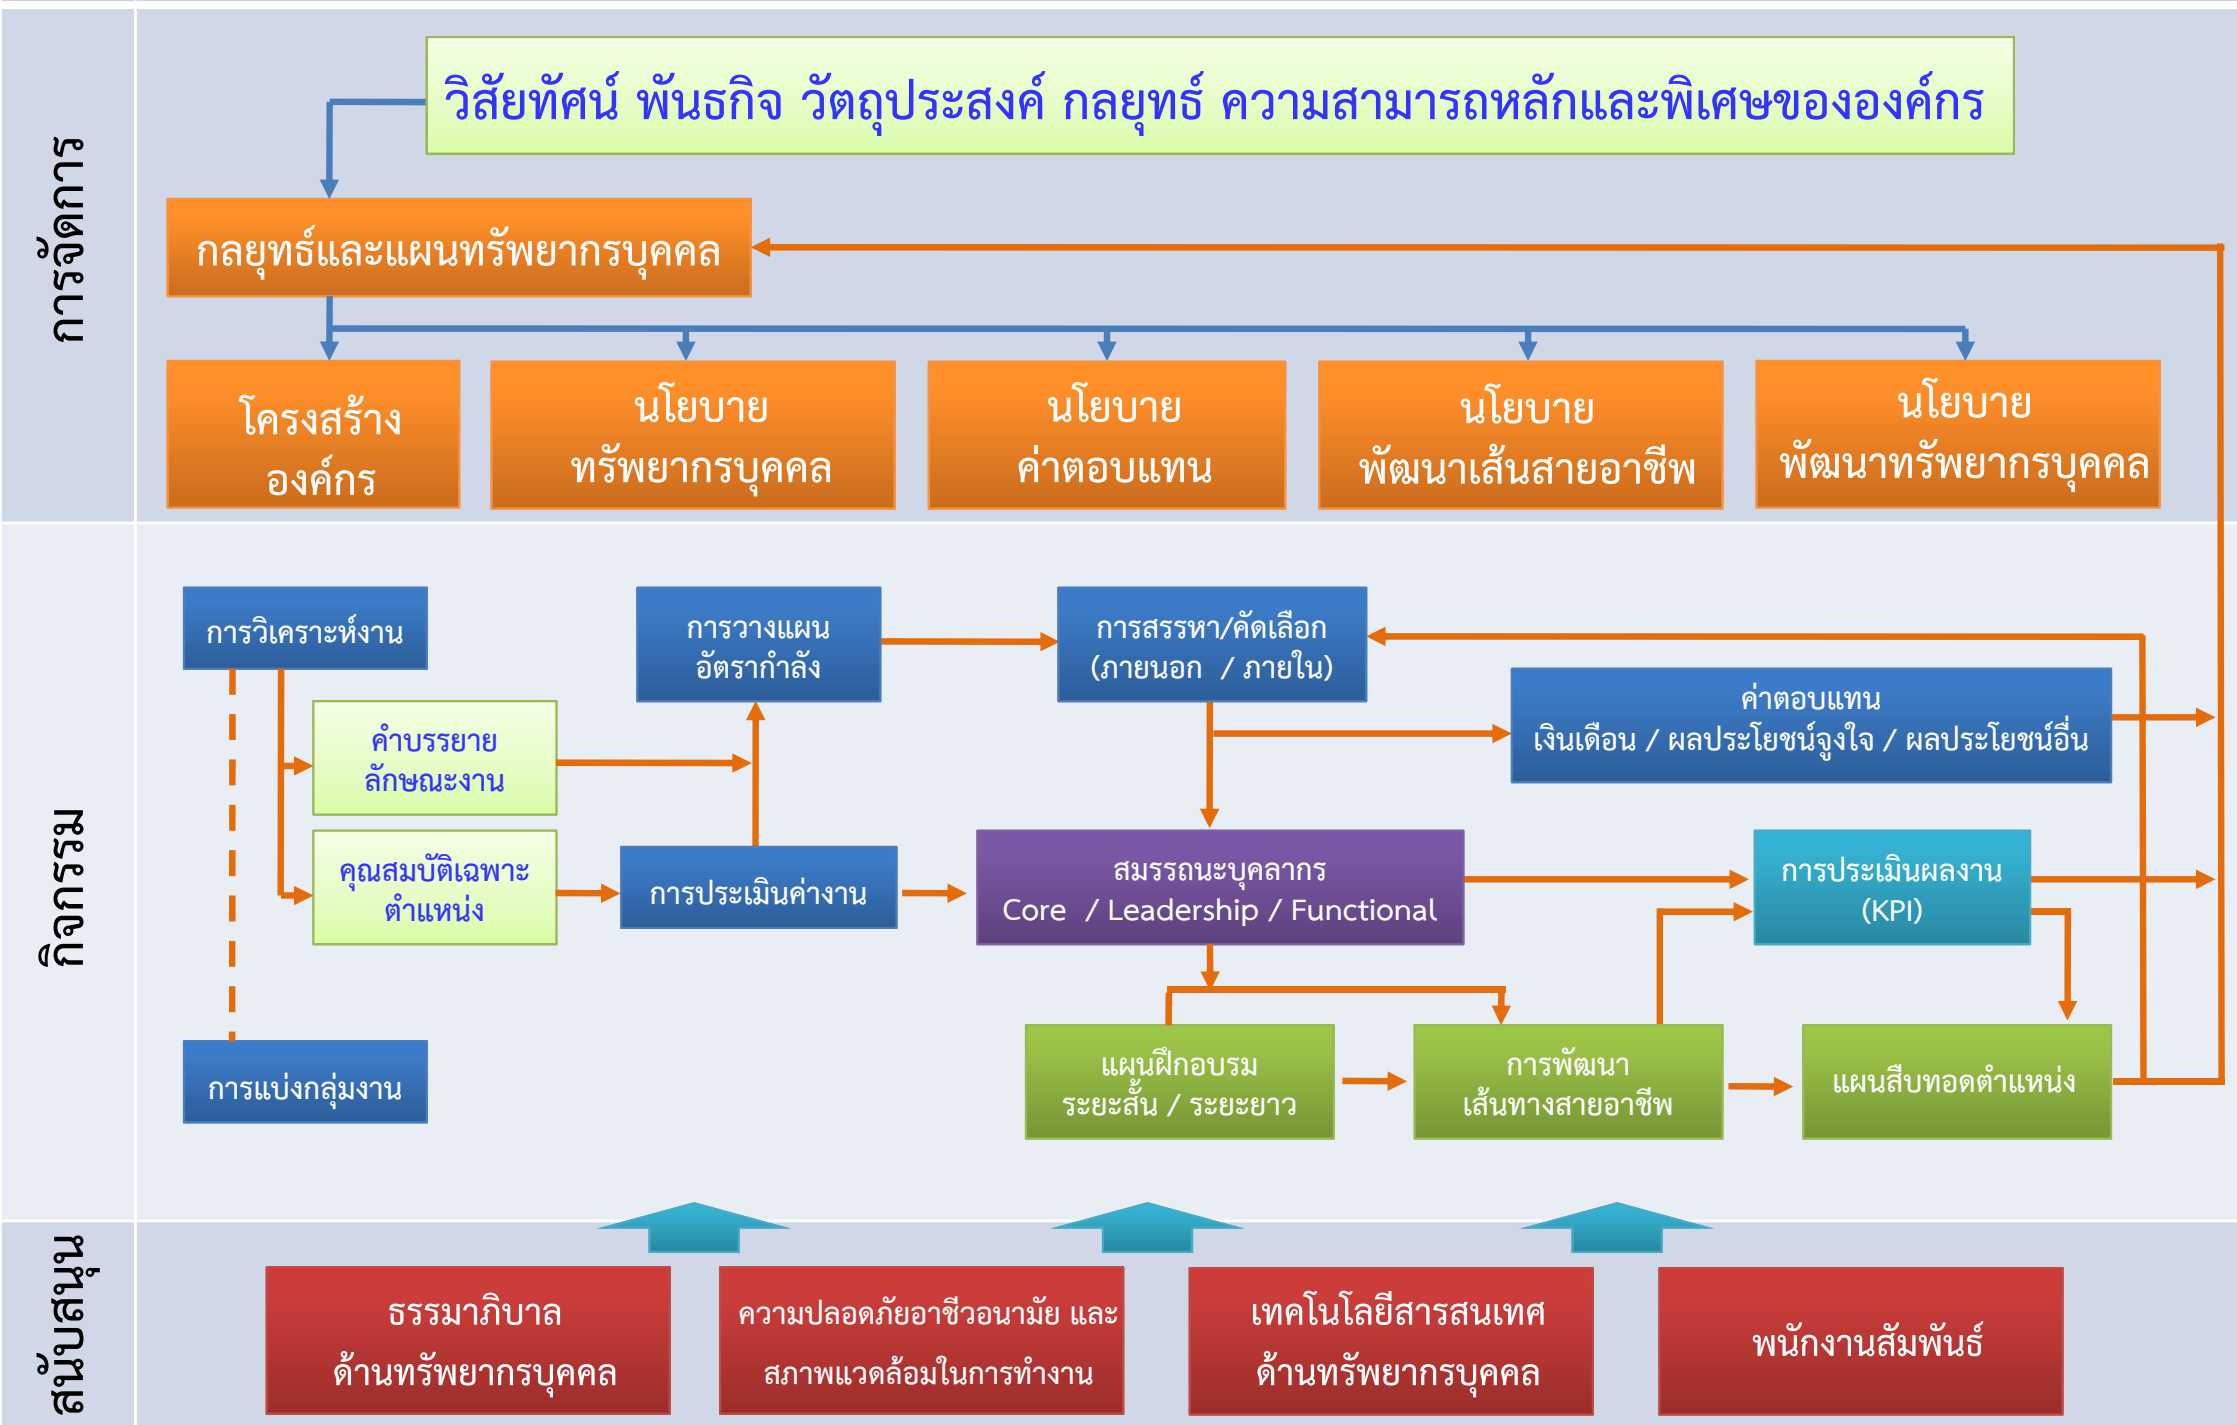 การจัดการ
วิสัยทัศน์ พันธกิจ วัตถุประสงค์ กลยุทธ์ ความสามารถหลักและพิเศษขององค์กร
กลยุทธ์และแผนทรัพยากรบุคคล
โครงสร้าง
องค์กร
นโยบาย
ทรัพยากรบุคคล
นโยบาย
ค่าตอบแทน
นโยบาย
พัฒนาเส้นสายอาชีพ
นโยบาย
พัฒนาทรัพยากรบุคคล
กิจกรรม
การวิเคราะห์งาน
การวางแผน
อัตรากำลัง
การสรรหา/คัดเลือก
(ภายนอก / ภายใน)
ค่าตอบแทน
เงินเดือน / ผลประโยชน์จูงใจ / ผลประโยชน์อื่น
คำบรรยาย
ลักษณะงาน
คุณสมบัติเฉพาะ
ตำแหน่ง
การประเมินค่างาน
สมรรถนะบุคลากร
Core / Leadership / Functional
การประเมินผลงาน
(KPI)
การแบ่งกลุ่มงาน
แผนฝึกอบรม
ระยะสั้น / ระยะยาว
การพัฒนา
เส้นทางสายอาชีพ
แผนสืบทอดตำแหน่ง
สนับสนุน
ธรรมาภิบาล
ด้านทรัพยากรบุคคล
ความปลอดภัยอาชีวอนามัย และ
สภาพแวดล้อมในการทำงาน
เทคโนโลยีสารสนเทศ
ด้านทรัพยากรบุคคล
พนักงานสัมพันธ์